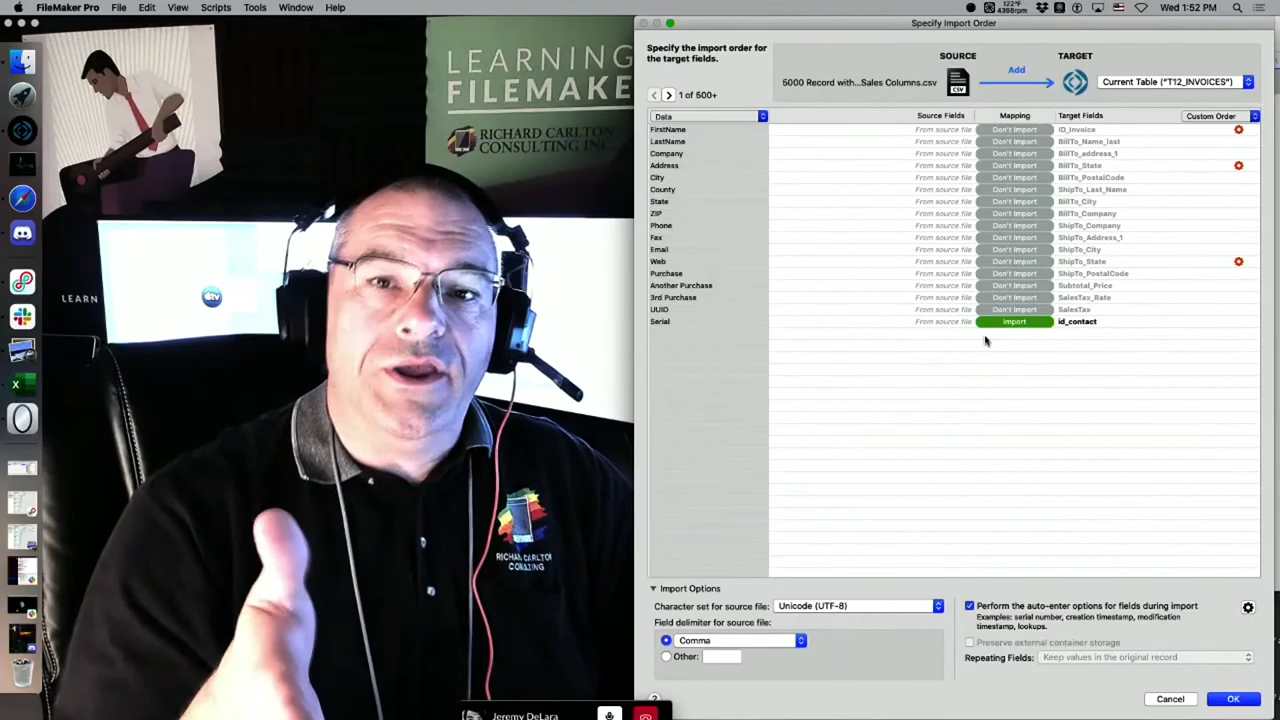 FileMaker Pro File Edit View Scripts Tools Window Help
122°F
4398rpm
Wed 1:52 PM
Specify Import Order
Specify the import order for
the target fields.
SOURCE
TARGET
5000 Record with...Sales Columns.csv
CSV
Add
Current Table ("T12_INVOICES")
1 of 500+
Data Source Fields Mapping Target Fields Custom Order
FirstName From source file Don't Import ID_Invoice
LastName From source file Don't Import BillTo_Name_last
Company From source file Don't Import BillTo_address_1
Address From source file Don't Import BillTo_State
City From source file Don't Import BillTo_PostalCode
County From source file Don't Import ShipTo_Last_Name
State From source file Don't Import BillTo_City
ZIP From source file Don't Import BillTo_Company
Phone From source file Don't Import ShipTo_Company
Fax From source file Don't Import ShipTo_Address_1
Email From source file Don't Import ShipTo_City
Web From source file Don't Import ShipTo_State
Purchase From source file Don't Import ShipTo_PostalCode
Another Purchase From source file Don't Import Subtotal_Price
3rd Purchase From source file Don't Import SalesTax_Rate
UUID From source file Don't Import SalesTax
Serial From source file Import id_contact
Import Options
Character set for source file: Unicode (UTF-8)
Field delimiter for source file:
Comma
Other:
Perform the auto-enter options for fields during import
Examples: serial number, creation timestamp, modification
timestamp, lookups.
Preserve external container storage
Repeating Fields: Keep values in the original record
Cancel
OK
LEARNING
FILEMAKER
RICHARD CARLTON
CONSULTING INC
LEARN
tv
RICHARD CARLTON
CONSULTING
Jeremy DeLara